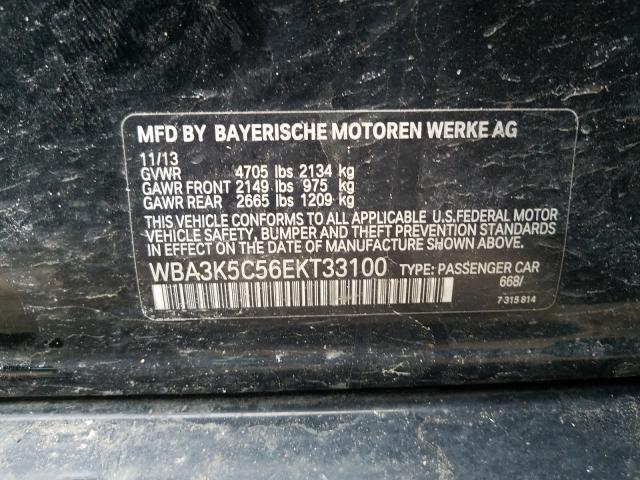 MFD BY BAYERISCHE MOTOREN WERKE AG
11/13
GVWR 4705 lbs 2134 kg
GAWR FRONT 2149 lbs 975 kg
GAWR REAR 2665 lbs 1209 kg
THIS VEHICLE CONFORMS TO ALL APPLICABLE U.S.FEDERAL MOTOR
VEHICLE SAFETY, BUMPER AND THEFT PREVENTION STANDARDS
IN EFFECT ON THE DATE OF MANUFACTURE SHOWN ABOVE.
WBA3K5C56EKT33100 TYPE: PASSENGER CAR
668/
7 315 814